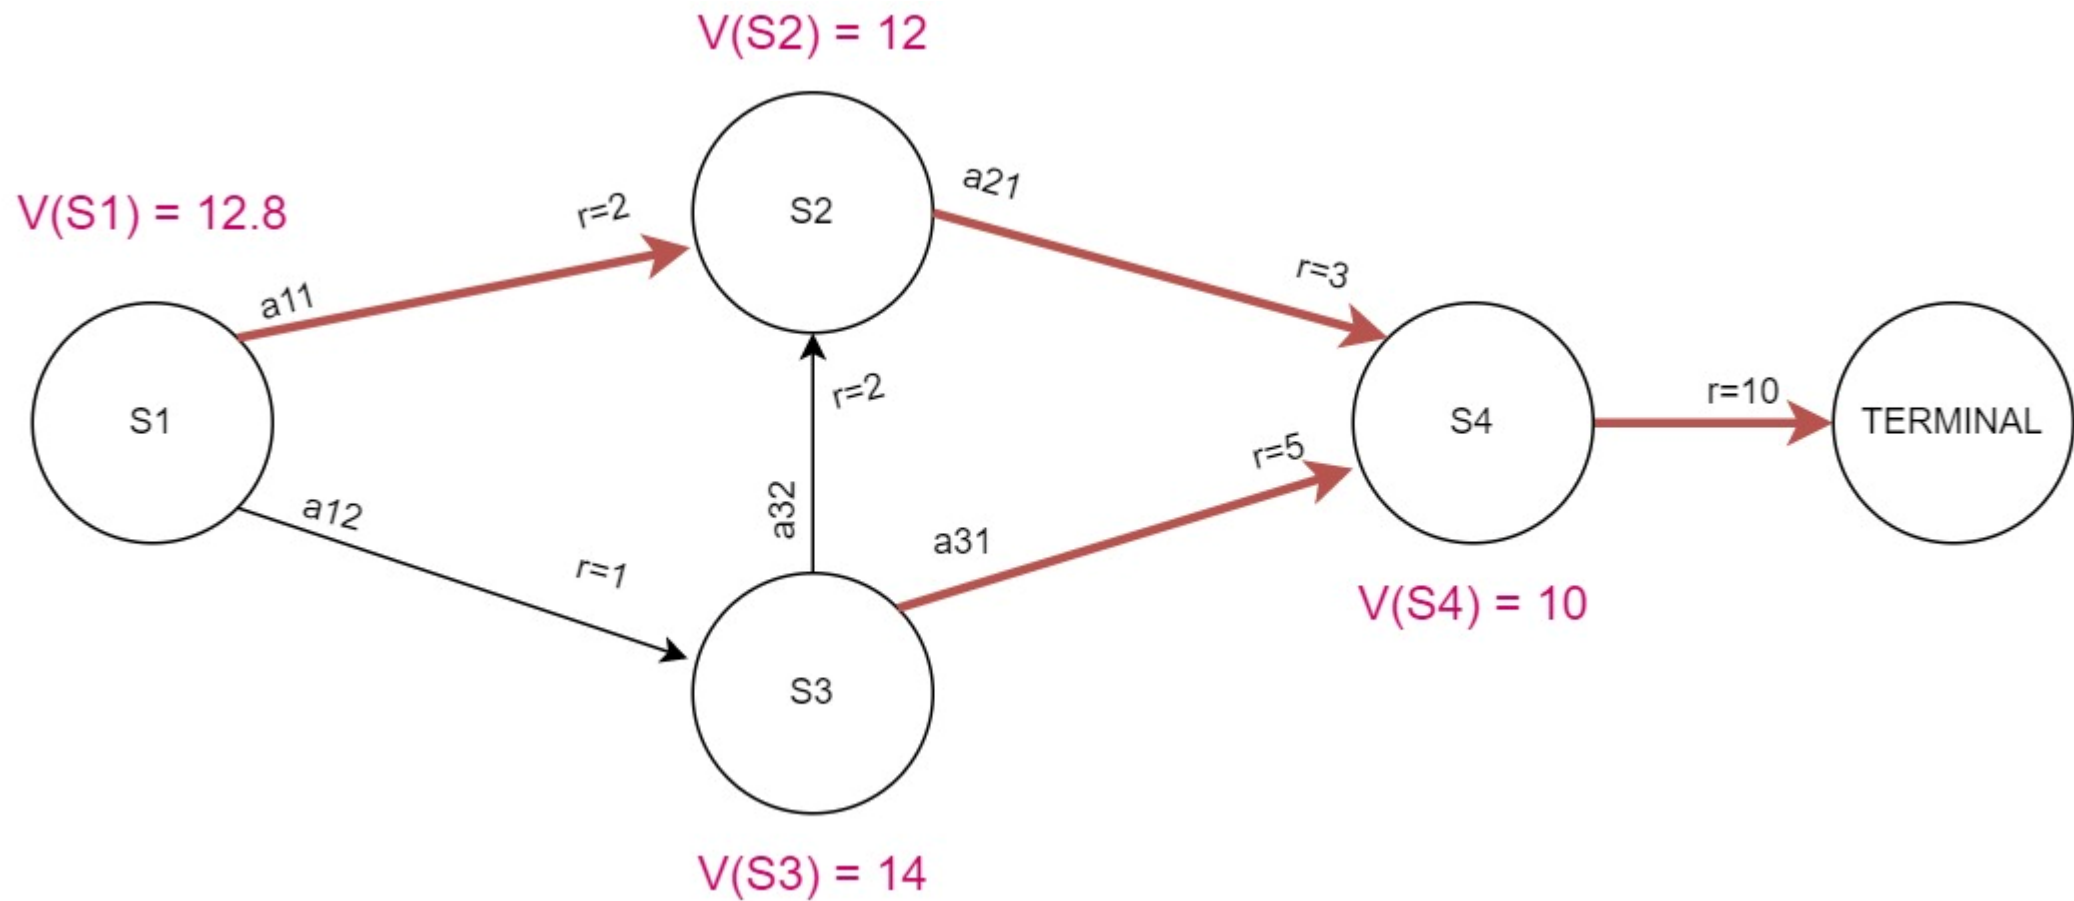 V(S2) = 12
V(S1) = 12.8
r=2
S2
a21
a11
r=3
S1
r=2
S4
r=10
TERMINAL
a12
a32
r=5
r=1
a31
V(S4) = 10
S3
V(S3) = 14